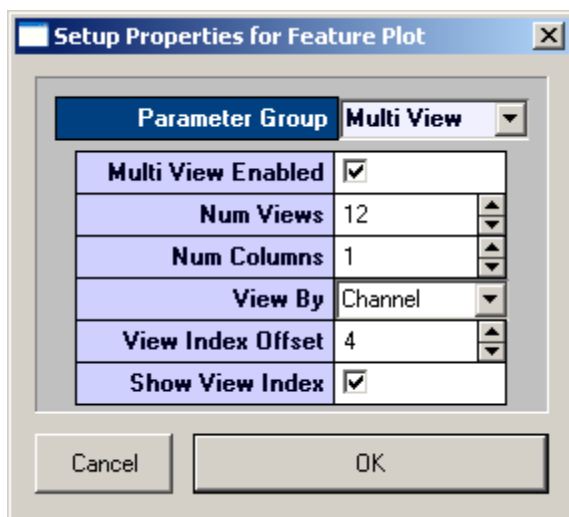 Setup Properties for Feature Plot
Parameter Group Multi View
Multi View Enabled
Num Views 12
Num Columns 1
View By Channel
View Index Offset 4
Show View Index
Cancel OK